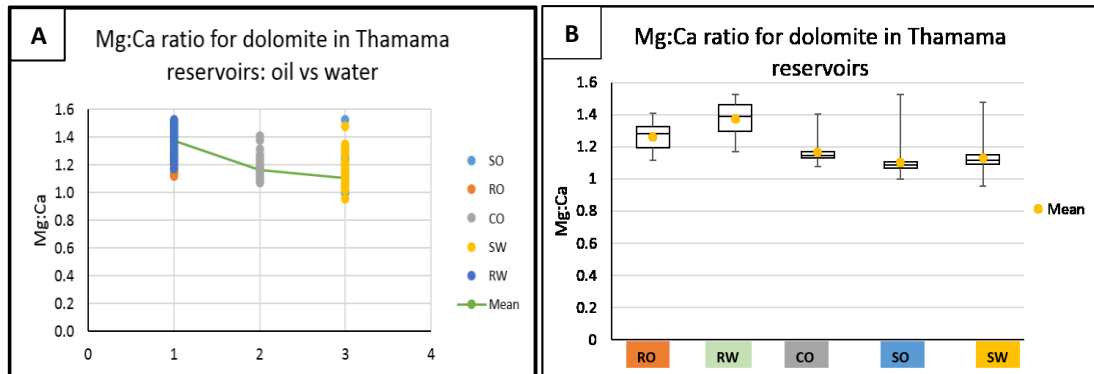 A
Mg:Ca ratio for dolomite in Thamama
reservoirs: oil vs water
Mg:Ca
1.6
1.4
1.2
1.0
0.8
0.6
0.4
0.2
0.0
0 1 2 3 4
SO
RO
CO
SW
RW
Mean
B
Mg:Ca ratio for dolomite in Thamama
reservoirs
Mg:Ca
1.6
1.4
1.2
1
0.8
0.6
0.4
0.2
0
RO RW CO SO SW
Mean